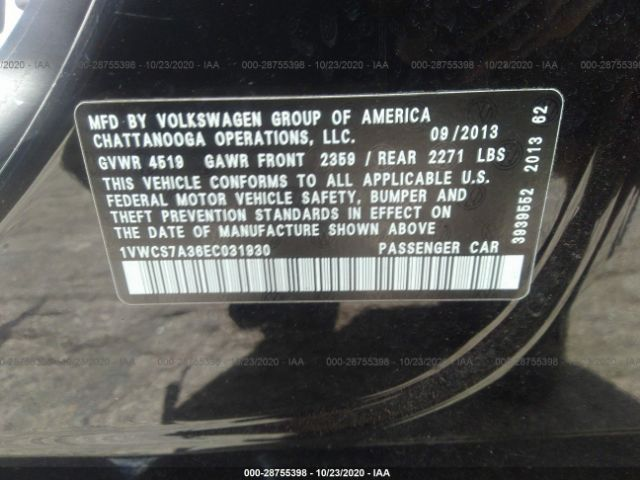 MFD BY VOLKSWAGEN GROUP OF AMERICA
CHATTANOOGA OPERATIONS, LLC. 09/2013
GVWR 4519 GAWR FRONT 2359 / REAR 2271 LBS
THIS VEHICLE CONFORMS TO ALL APPLICABLE U.S.
FEDERAL MOTOR VEHICLE SAFETY, BUMPER AND
THEFT PREVENTION STANDARDS IN EFFECT ON
THE DATE OF MANUFACTURE SHOWN ABOVE
1VWCS7A36EC031930 PASSENGER CAR
3939552 2013 62
000-28755398 - 10/23/2020 - IAA